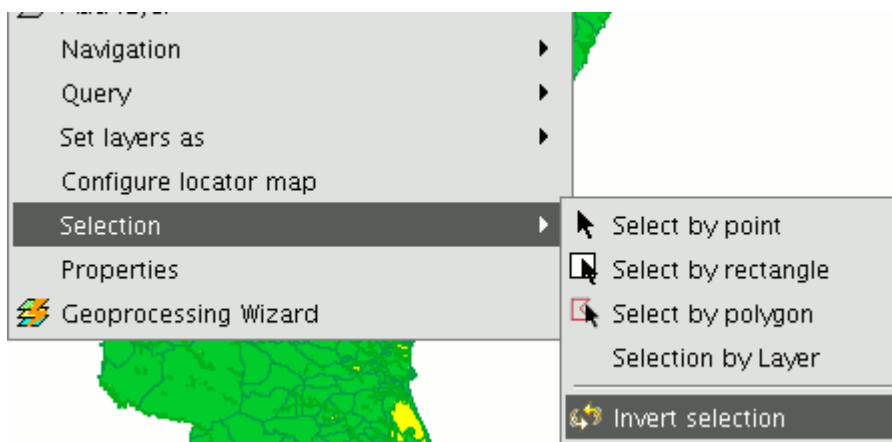 Navigation
Query
Set layers as
Configure locator map
Selection
Properties
Geoprocessing Wizard
Select by point
Select by rectangle
Select by polygon
Selection by Layer
Invert selection